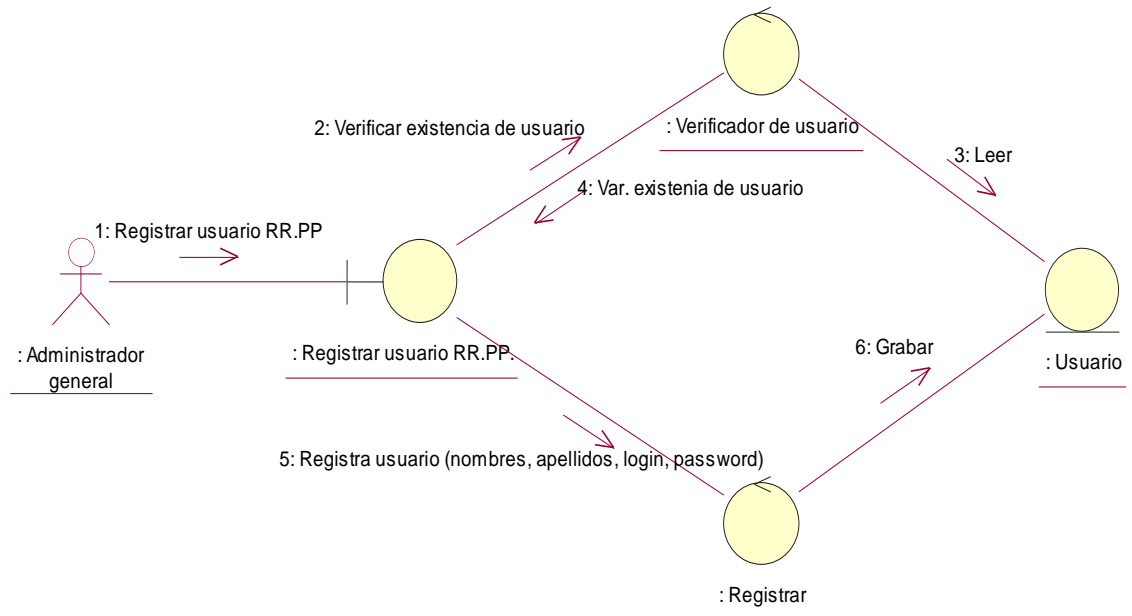 2: Verificar existencia de usuario
: Verificador de usuario
3: Leer
4: Var. existenia de usuario
1: Registrar usuario RR.PP
: Administrador
general
: Registrar usuario RR.PP.
6: Grabar
: Usuario
5: Registra usuario (nombres, apellidos, login, password)
: Registrar